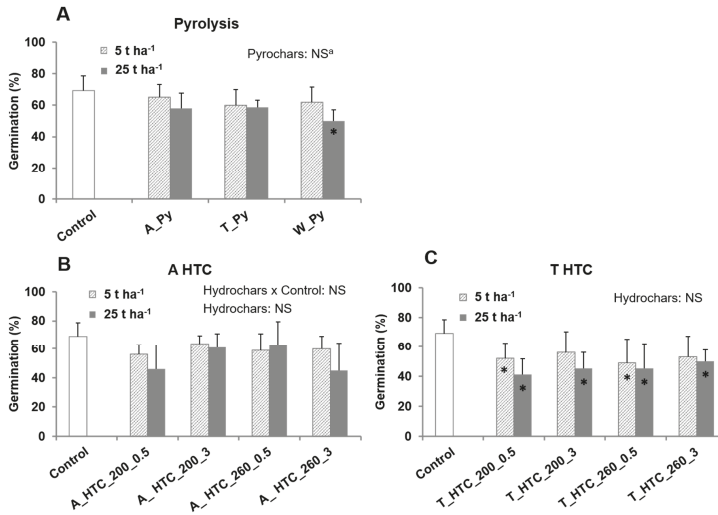 A
Pyrolysis
100
80
60
40
20
0
Germination (%)
5 t ha⁻¹
25 t ha⁻¹
Pyrochars: NSᵃ
*
Control
A_Py
T_Py
W_Py
B
A HTC
100
80
60
40
20
0
Germination (%)
5 t ha⁻¹
25 t ha⁻¹
Hydrochars x Control: NS
Hydrochars: NS
Control
A_HTC_200_0.5
A_HTC_200_3
A_HTC_260_0.5
A_HTC_260_3
C
T HTC
100
80
60
40
20
0
Germination (%)
5 t ha⁻¹
25 t ha⁻¹
Hydrochars: NS
* * * * * *
Control
T_HTC_200_0.5
T_HTC_200_3
T_HTC_260_0.5
T_HTC_260_3